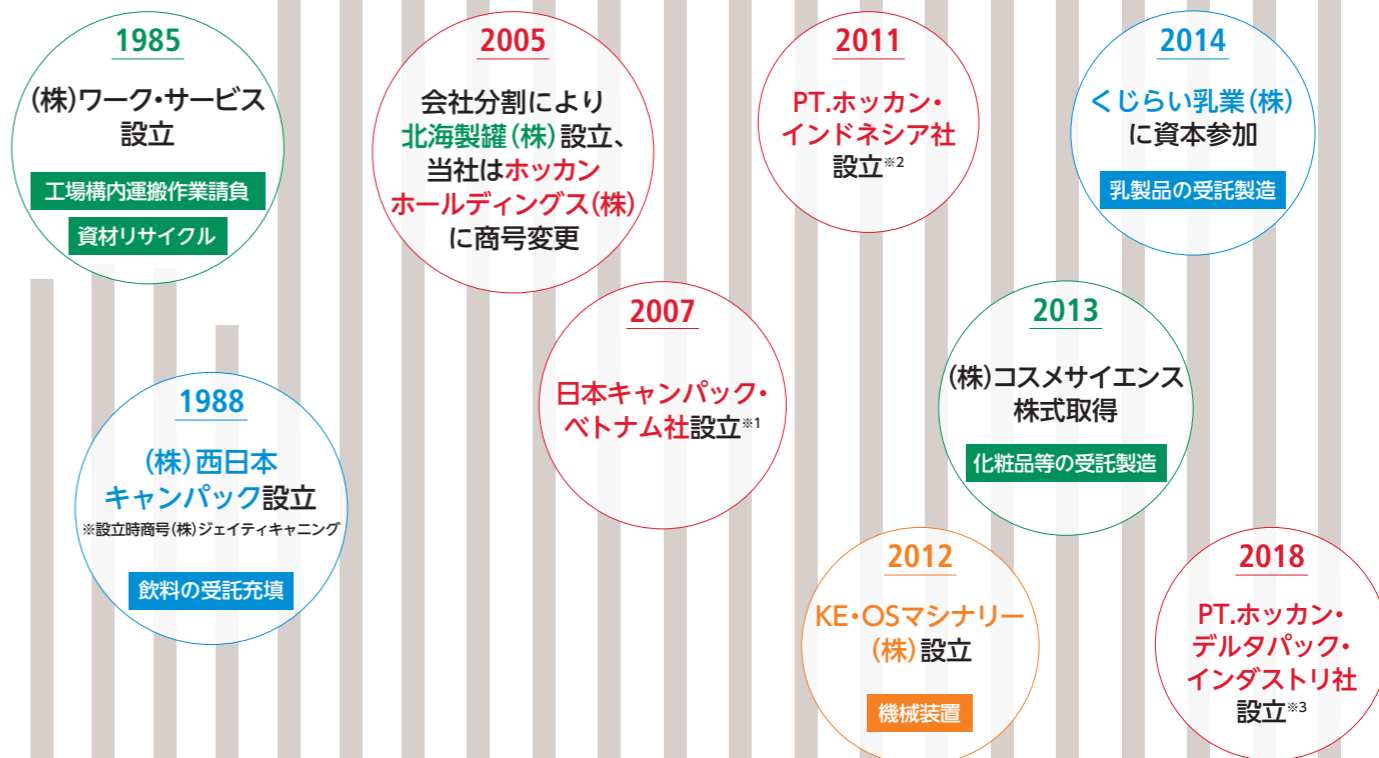 1985
(株)ワーク・サービス
設立
工場構内運搬作業請負
資材リサイクル
1988
(株)西日本
キャンパック設立
※設立時商号(株)ジェイティキャニング
飲料の受託充填
2005
会社分割により
北海製罐(株)設立、
当社はホッカン
ホールディングス(株)
に商号変更
2007
日本キャンパック・
ベトナム社設立※1
2011
PT.ホッカン・
インドネシア社
設立※2
2012
KE・OSマシナリー
(株)設立
機械装置
2013
(株)コスメサイエンス
株式取得
化粧品等の受託製造
2014
くじらい乳業(株)
に資本参加
乳製品の受託製造
2018
PT.ホッカン・
デルタパック・
インダストリ社
設立※3